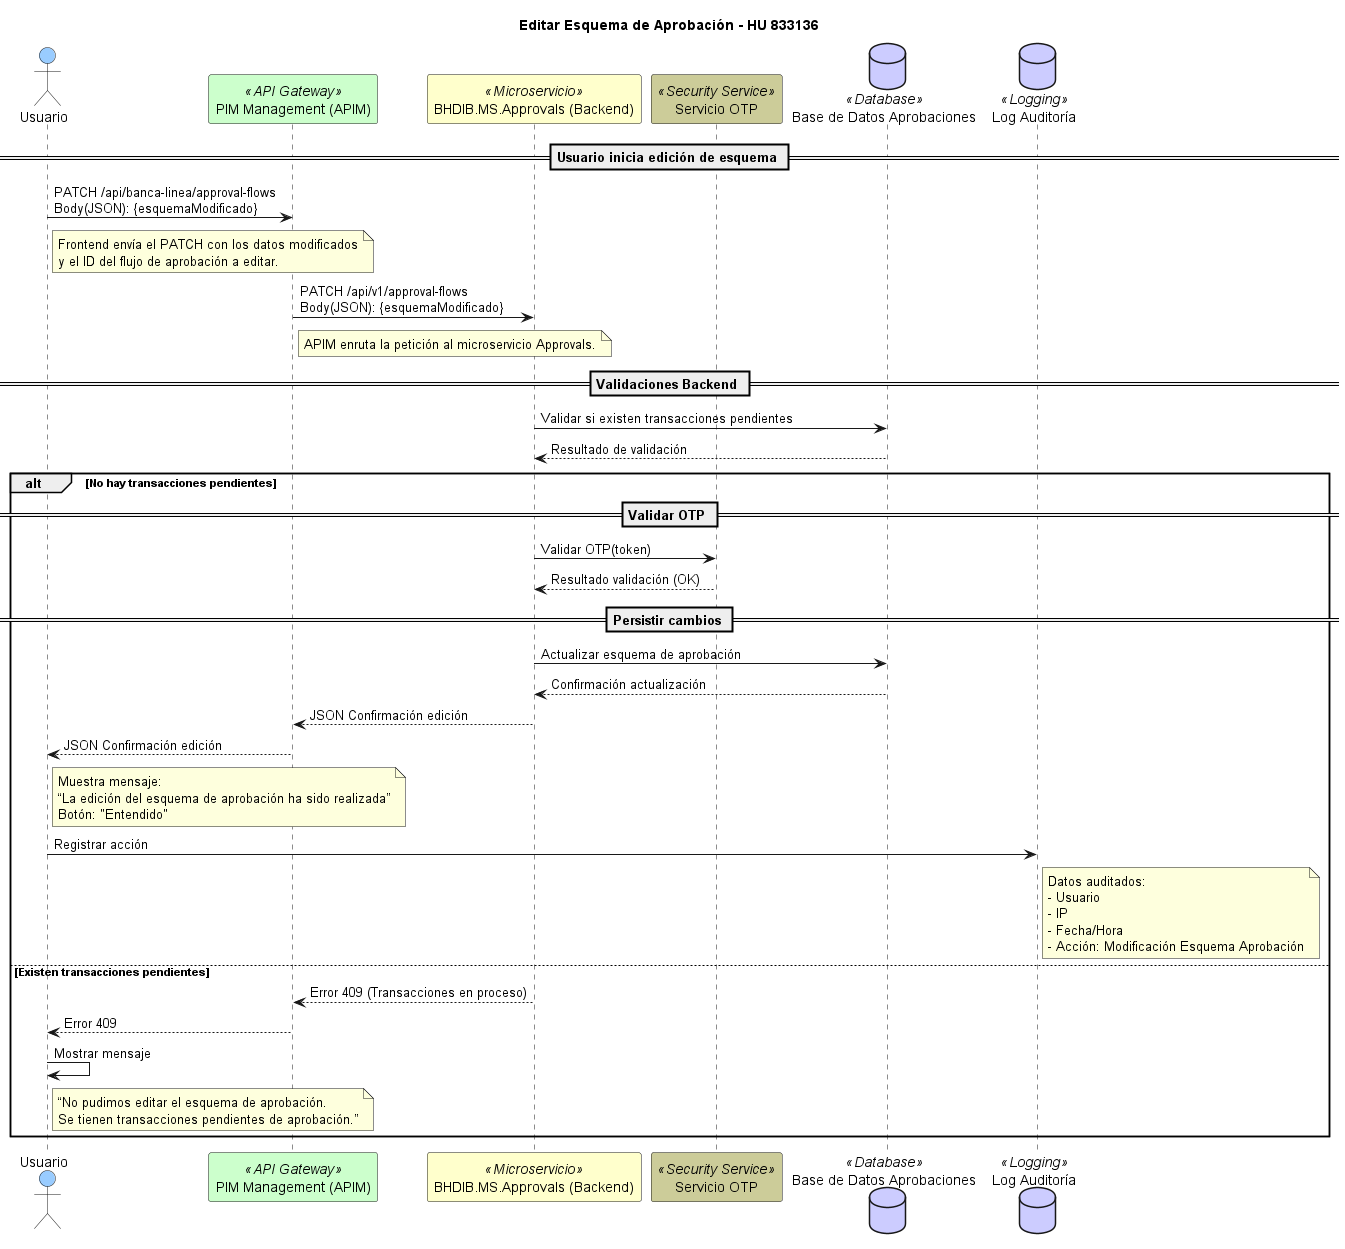 Editar Esquema de Aprobación - HU 833136
Usuario
«API Gateway»
PIM Management (APIM)
«Microservicio»
BHDIB.MS.Approvals (Backend)
«Security Service»
Servicio OTP
«Database»
Base de Datos Aprobaciones
«Logging»
Log Auditoría
Usuario inicia edición de esquema
PATCH /api/banca-linea/approval-flows
Body(JSON): {esquemaModificado}
Frontend envía el PATCH con los datos modificados
y el ID del flujo de aprobación a editar.
PATCH /api/v1/approval-flows
Body(JSON): {esquemaModificado}
APIM enruta la petición al microservicio Approvals.
Validaciones Backend
Validar si existen transacciones pendientes
Resultado de validación
alt [No hay transacciones pendientes]
Validar OTP
Validar OTP(token)
Resultado validación (OK)
Persistir cambios
Actualizar esquema de aprobación
Confirmación actualización
JSON Confirmación edición
JSON Confirmación edición
Muestra mensaje:
“La edición del esquema de aprobación ha sido realizada”
Botón: "Entendido"
Registrar acción
Datos auditados:
- Usuario
- IP
- Fecha/Hora
- Acción: Modificación Esquema Aprobación
[Existen transacciones pendientes]
Error 409 (Transacciones en proceso)
Error 409
Mostrar mensaje
“No pudimos editar el esquema de aprobación.
Se tienen transacciones pendientes de aprobación.”
Usuario
«API Gateway»
PIM Management (APIM)
«Microservicio»
BHDIB.MS.Approvals (Backend)
«Security Service»
Servicio OTP
«Database»
Base de Datos Aprobaciones
«Logging»
Log Auditoría